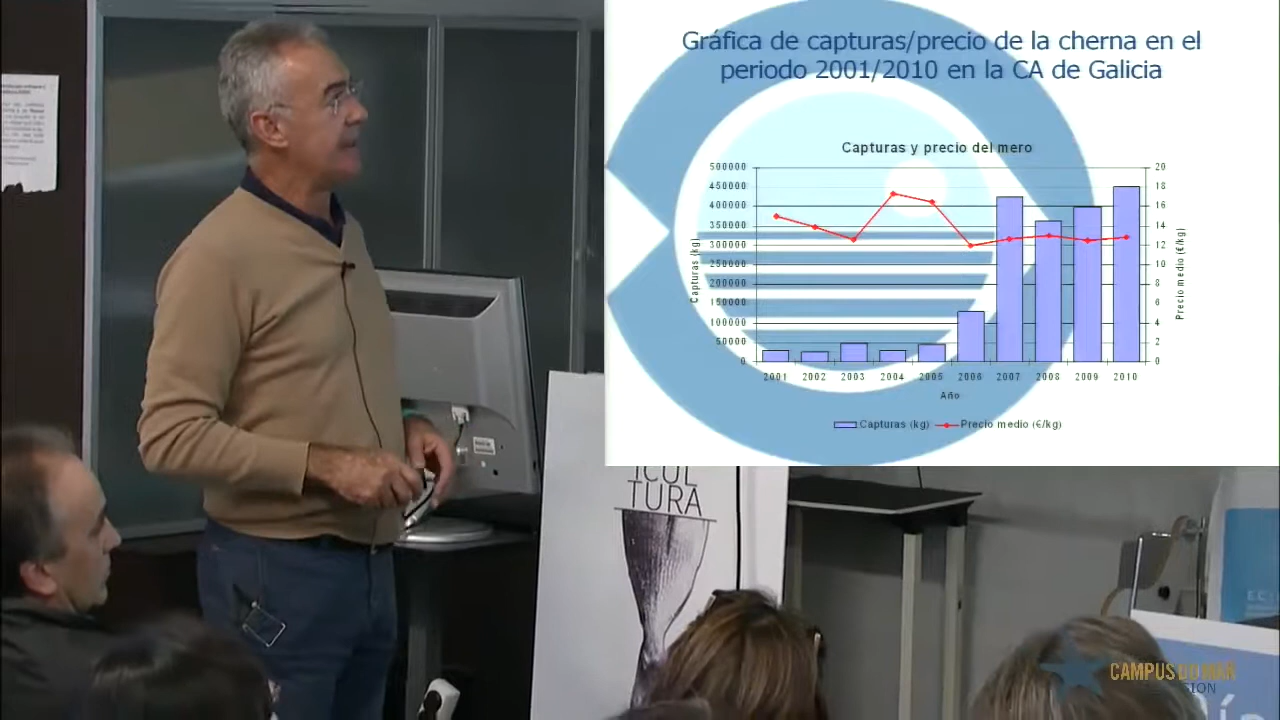 Gráfica de capturas/precio de la cherna en el
periodo 2001/2010 en la CA de Galicia
Capturas y precio del mero
500000
450000
400000
350000
300000
250000
200000
150000
100000
50000
0
20
18
16
14
12
10
8
6
4
2
0
Capturas (kg)
Precio medio (€/kg)
2001 2002 2003 2004 2005 2006 2007 2008 2009 2010
Año
Capturas (kg) Precio medio (€/kg)
ICUL
TURA
CAMPUS DO MAR